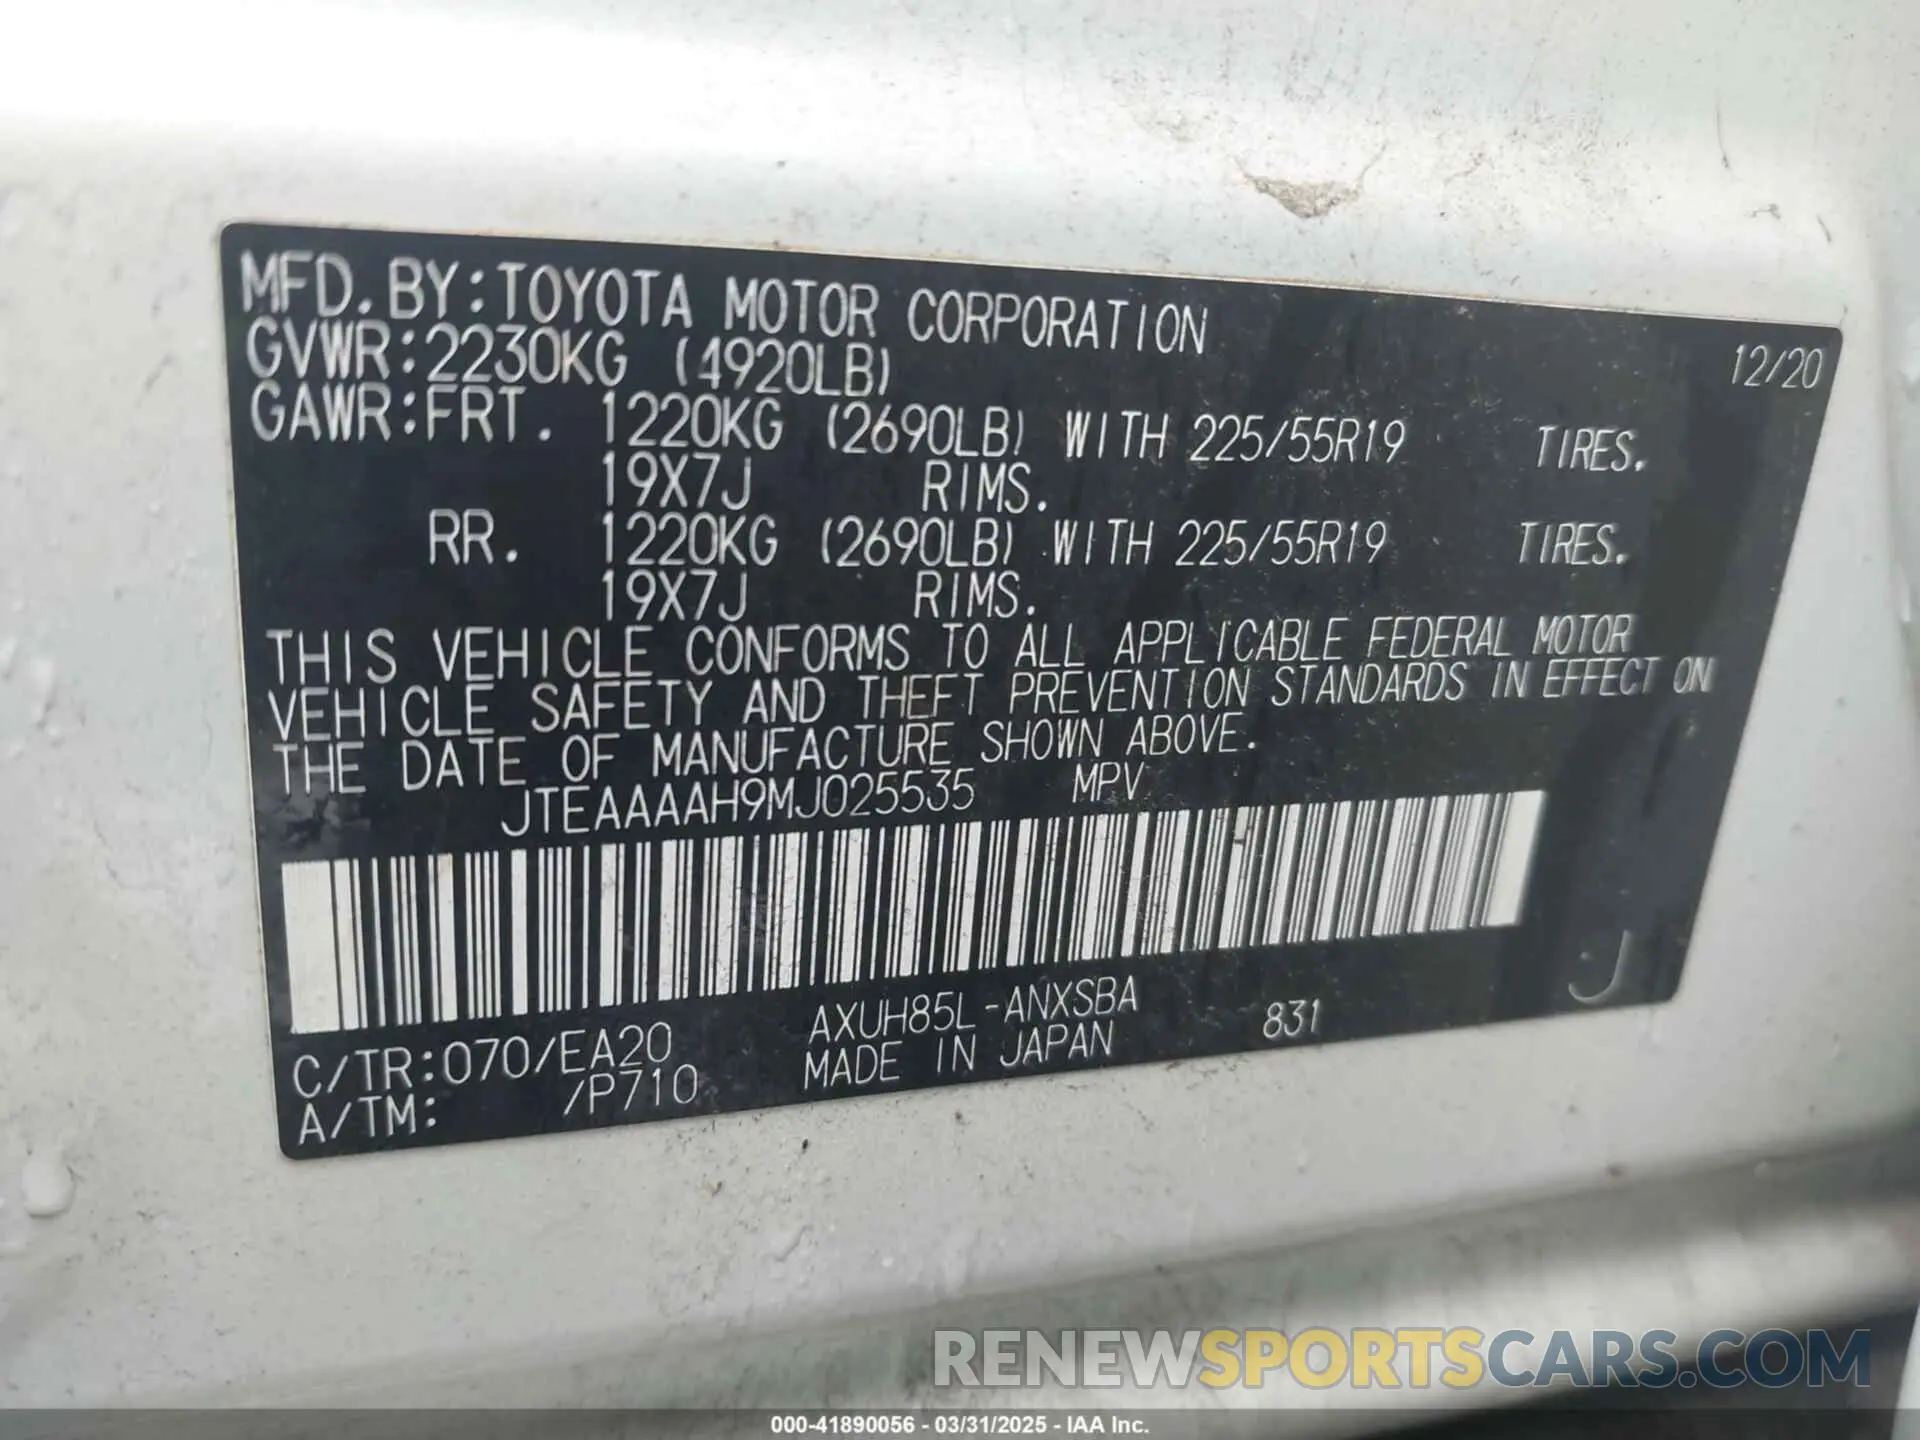 MFD. BY:TOYOTA MOTOR CORPORATION 12/20
GVWR:2230KG (4920LB)
GAWR:FRT. 1220KG (2690LB) WITH 225/55R19 TIRES.
19X7J RIMS.
RR. 1220KG (2690LB) WITH 225/55R19 TIRES.
19X7J RIMS.
THIS VEHICLE CONFORMS TO ALL APPLICABLE FEDERAL MOTOR
VEHICLE SAFETY AND THEFT PREVENTION STANDARDS IN EFFECT ON
THE DATE OF MANUFACTURE SHOWN ABOVE.
JTEAAAAH9MJ025535 MPV
J
AXUH85L-ANXSBA 831
C/TR:070/EA20 MADE IN JAPAN
A/TM: /P710
RENEWSPORTSCARS.COM
000-41890056 - 03/31/2025 - IAA Inc.